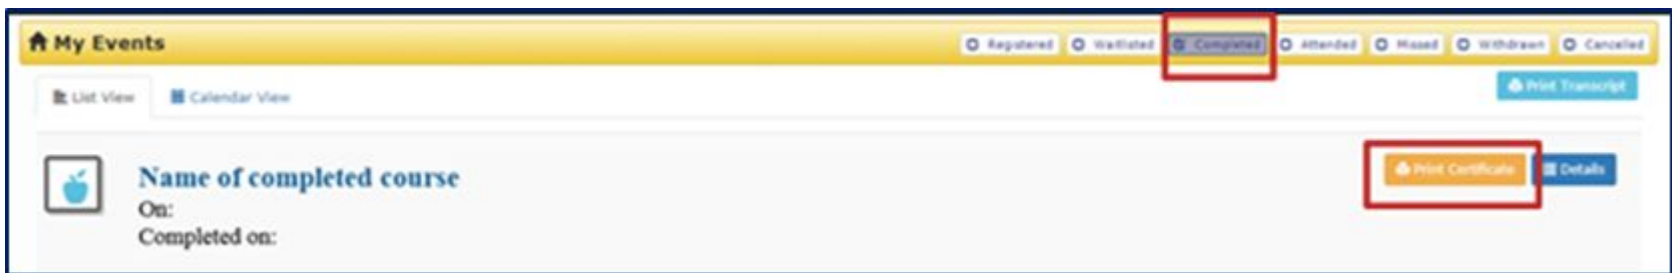 My Events
Registered Waitlisted Completed Attended Missed Withdrawn Cancelled
List View Calendar View
Print Transcript
Name of completed course
Print Certificate Details
On:
Completed on: